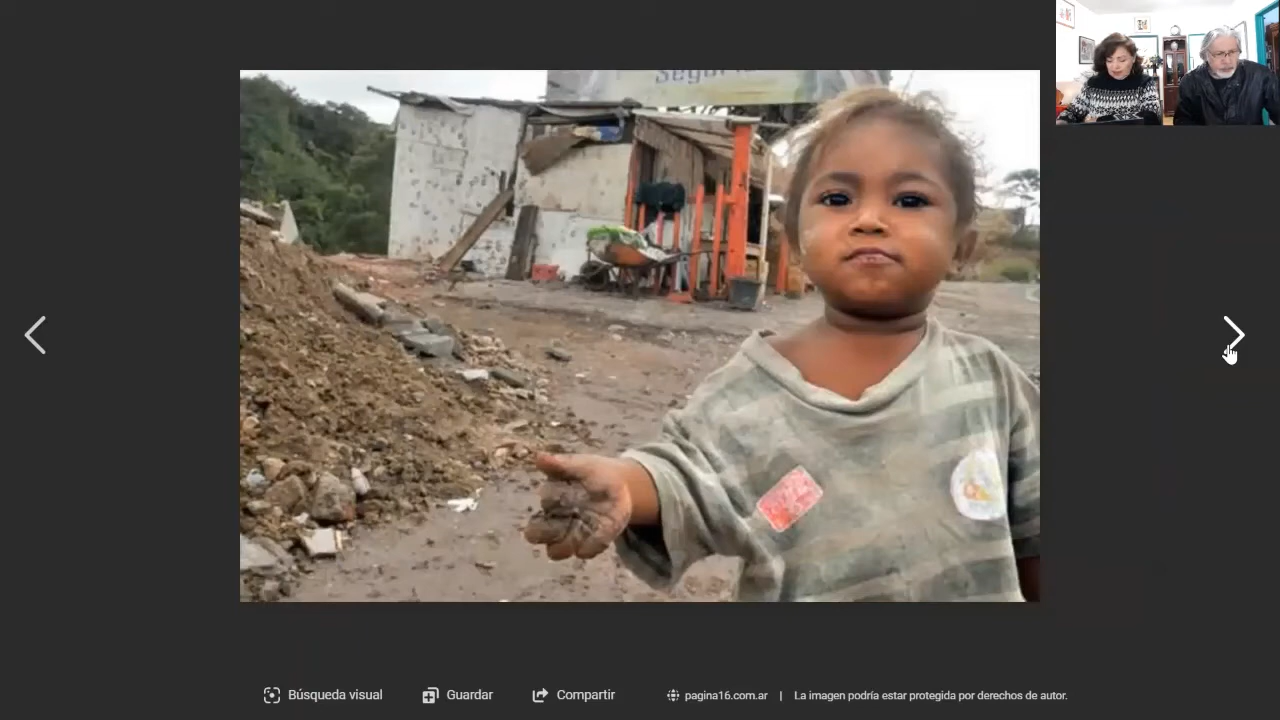 Búsqueda visual
Guardar
Compartir
pagina16.com.ar | La imagen podría estar protegida por derechos de autor.